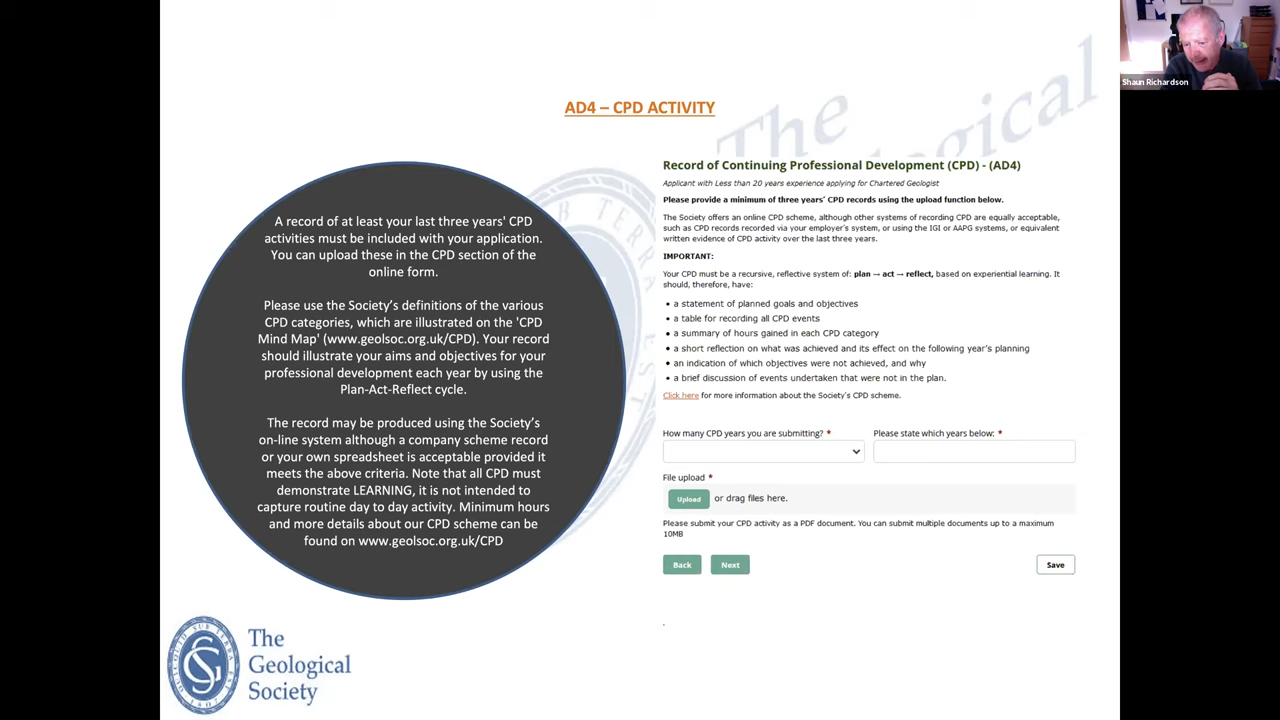 Shaun Richardson
AD4 – CPD ACTIVITY
A record of at least your last three years' CPD
activities must be included with your application.
You can upload these in the CPD section of the
online form.
Please use the Society’s definitions of the various
CPD categories, which are illustrated on the 'CPD
Mind Map' (www.geolsoc.org.uk/CPD). Your record
should illustrate your aims and objectives for your
professional development each year by using the
Plan-Act-Reflect cycle.
The record may be produced using the Society’s
on-line system although a company scheme record
or your own spreadsheet is acceptable provided it
meets the above criteria. Note that all CPD must
demonstrate LEARNING, it is not intended to
capture routine day to day activity. Minimum hours
and more details about our CPD scheme can be
found on www.geolsoc.org.uk/CPD
Record of Continuing Professional Development (CPD) - (AD4)
Applicant with Less than 20 years experience applying for Chartered Geologist
Please provide a minimum of three years’ CPD records using the upload function below.
The Society offers an online CPD scheme, although other systems of recording CPD are equally acceptable,
such as CPD records recorded via your employer’s system, or using the IGI or AAPG systems, or equivalent
written evidence of CPD activity over the last three years.
IMPORTANT:
Your CPD must be a recursive, reflective system of: plan → act → reflect, based on experiential learning. It
should, therefore, have:
• a statement of planned goals and objectives
• a table for recording all CPD events
• a summary of hours gained in each CPD category
• a short reflection on what was achieved and its effect on the following year’s planning
• an indication of which objectives were not achieved, and why
• a brief discussion of events undertaken that were not in the plan.
Click here for more information about the Society’s CPD scheme.
How many CPD years you are submitting? *
Please state which years below: *
File upload *
Upload or drag files here.
Please submit your CPD activity as a PDF document. You can submit multiple documents up to a maximum
10MB
Back Next Save
.
The
Geological
Society
The